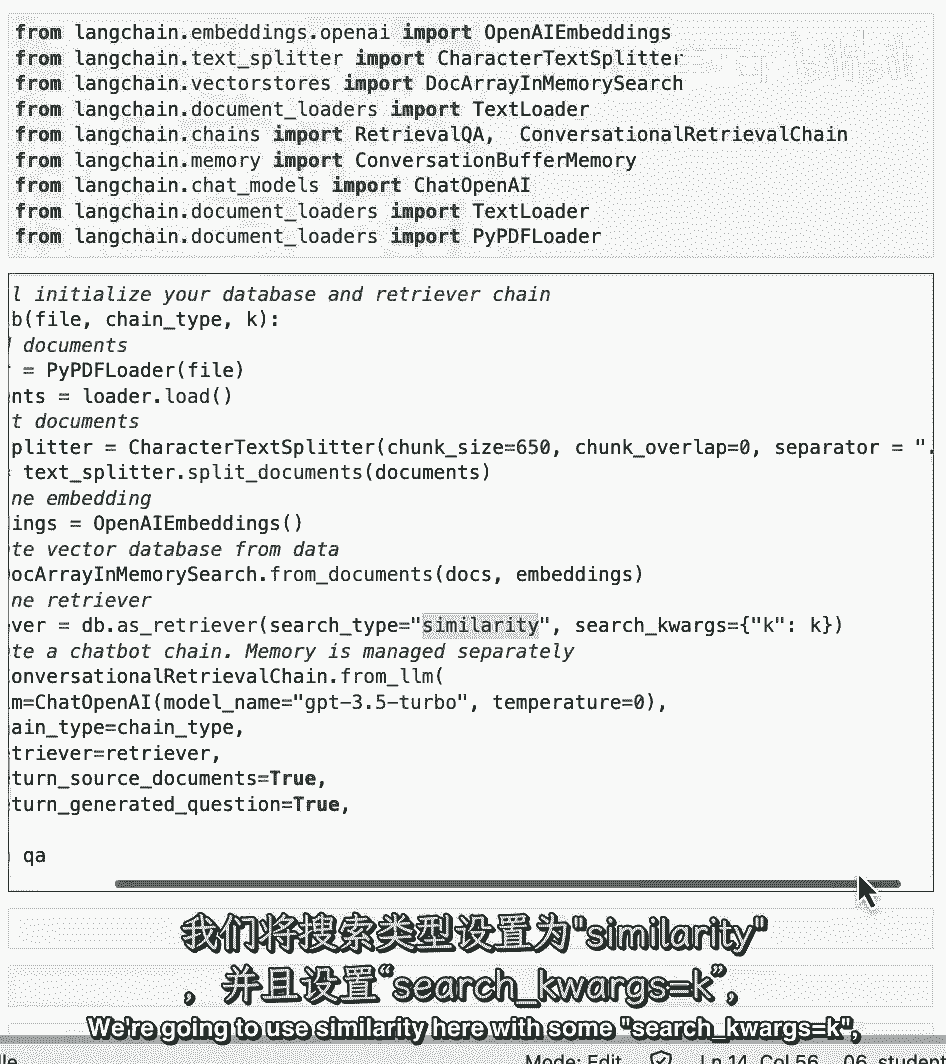 from langchain.embeddings.openai import OpenAIEmbeddings
from langchain.text_splitter import CharacterTextSplitter
from langchain.vectorstores import DocArrayInMemorySearch
from langchain.document_loaders import TextLoader
from langchain.chains import RetrievalQA,  ConversationalRetrievalChain
from langchain.memory import ConversationBufferMemory
from langchain.chat_models import ChatOpenAI
from langchain.document_loaders import TextLoader
from langchain.document_loaders import PyPDFLoader
l initialize your database and retriever chain
b(file, chain_type, k):
documents
= PyPDFLoader(file)
nts = loader.load()
t documents
plitter = CharacterTextSplitter(chunk_size=650, chunk_overlap=0, separator = ".
text_splitter.split_documents(documents)
ne embedding
ings = OpenAIEmbeddings()
te vector database from data
ocArrayInMemorySearch.from_documents(docs, embeddings)
ne retriever
ver = db.as_retriever(search_type="similarity", search_kwargs={"k": k})
te a chatbot chain. Memory is managed separately
onversationalRetrievalChain.from_llm(
m=ChatOpenAI(model_name="gpt-3.5-turbo", temperature=0),
ain_type=chain_type,
triever=retriever,
turn_source_documents=True,
turn_generated_question=True,
qa
我们将搜索类型设置为"similarity"
，并且设置“search_kwargs=k”,
We're going to use similarity here with some "search_kwargs=k",
Mode: Edit Ln 14, Col 56 06_student